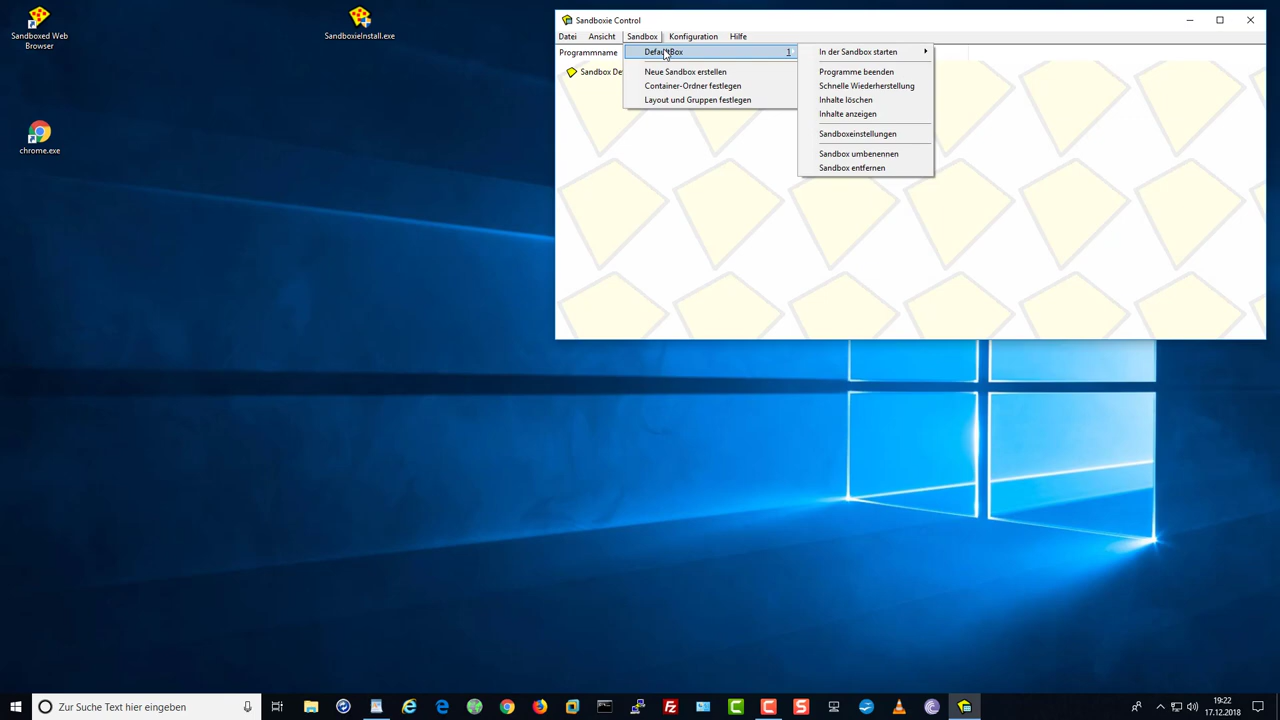 Sandboxed Web
Browser
SandboxieInstall.exe
chrome.exe
Sandboxie Control
Datei Ansicht Sandbox Konfiguration Hilfe
Programmname
Sandbox De
DefaultBox 1
Neue Sandbox erstellen
Container-Ordner festlegen
Layout und Gruppen festlegen
In der Sandbox starten
Programme beenden
Schnelle Wiederherstellung
Inhalte löschen
Inhalte anzeigen
Sandboxeinstellungen
Sandbox umbenennen
Sandbox entfernen
Zur Suche Text hier eingeben
19:22
17.12.2018